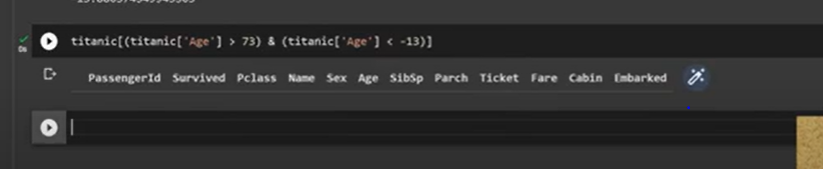 titanic[(titanic['Age'] > 73) & (titanic['Age'] < -13)]
0s
PassengerId Survived Pclass Name Sex Age SibSp Parch Ticket Fare Cabin Embarked